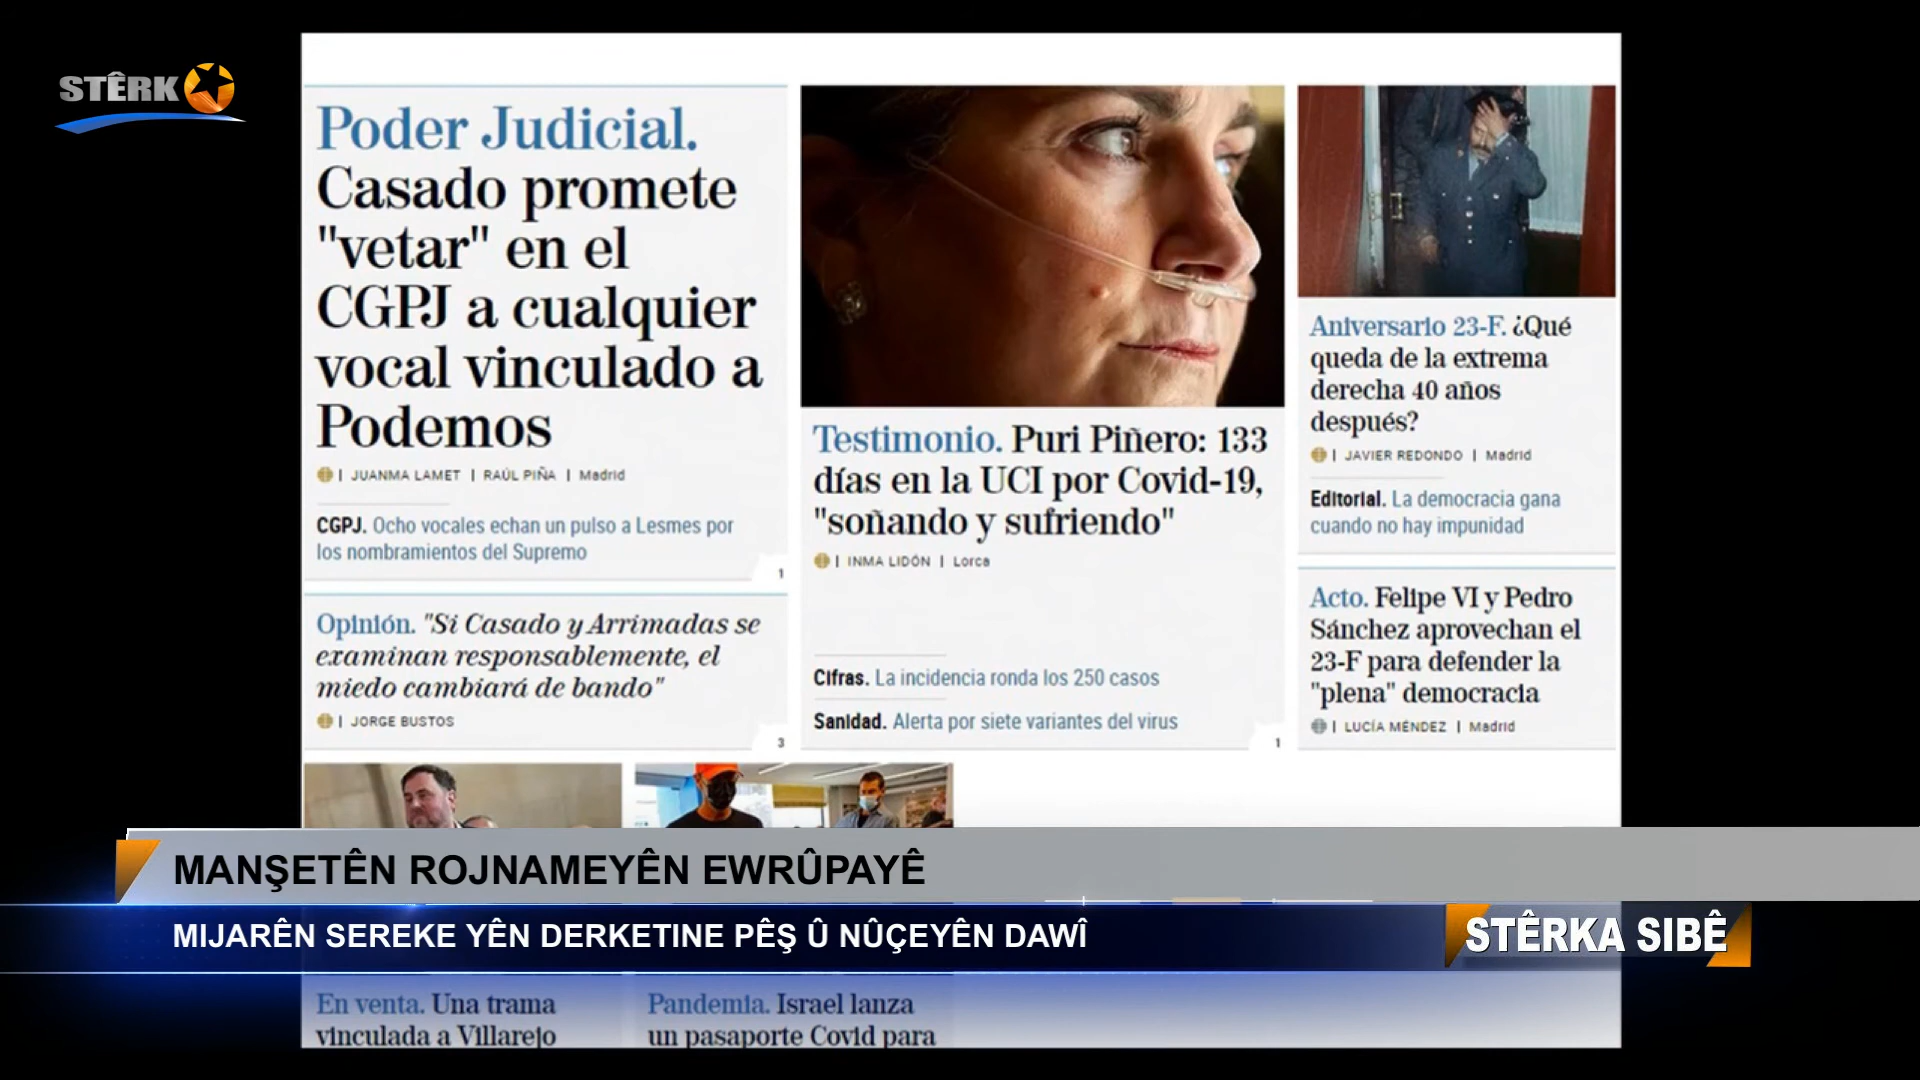 STÊRK
Poder Judicial.
Casado promete
"vetar" en el
CGPJ a cualquier
vocal vinculado a
Podemos
| JUANMA LAMET | RAÚL PIÑA | Madrid
CGPJ. Ocho vocales echan un pulso a Lesmes por
los nombramientos del Supremo
1
Opinión. "Si Casado y Arrimadas se
examinan responsablemente, el
miedo cambiará de bando"
| JORGE BUSTOS
3
Testimonio. Puri Piñero: 133
días en la UCI por Covid-19,
"soñando y sufriendo"
| INMA LIDÓN | Lorca
Cifras. La incidencia ronda los 250 casos
Sanidad. Alerta por siete variantes del virus
1
Aniversario 23-F. ¿Qué
queda de la extrema
derecha 40 años
después?
| JAVIER REDONDO | Madrid
Editorial. La democracia gana
cuando no hay impunidad
Acto. Felipe VI y Pedro
Sánchez aprovechan el
23-F para defender la
"plena" democracia
| LUCÍA MÉNDEZ | Madrid
MANŞETÊN ROJNAMEYÊN EWRÛPAYÊ
MIJARÊN SEREKE YÊN DERKETINE PÊŞ Û NÛÇEYÊN DAWÎ
STÊRKA SIBÊ
En venta. Una trama
vinculada a Villarejo
Pandemia. Israel lanza
un pasaporte Covid para